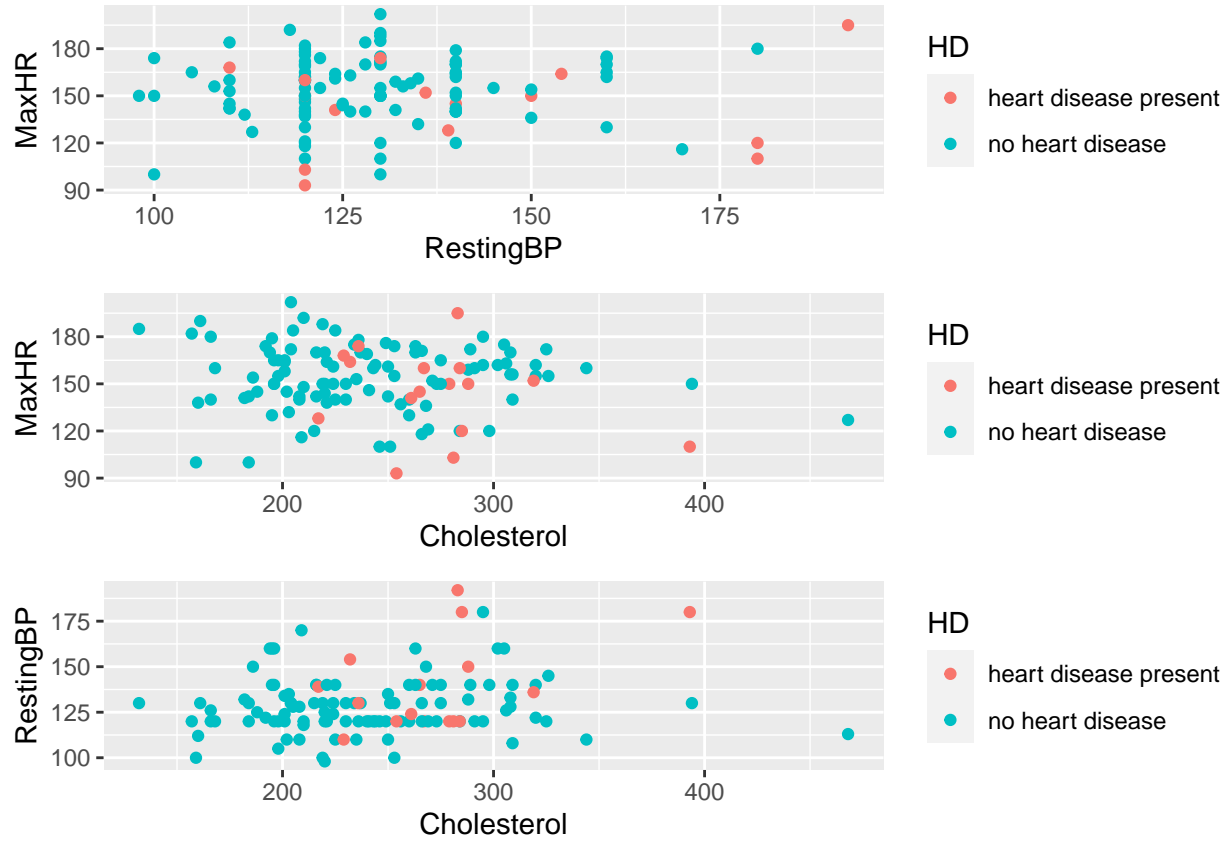 MaxHR
180
150
120
90
100
125
150
175
RestingBP
HD
heart disease present
no heart disease
MaxHR
180
150
120
90
200
300
400
Cholesterol
HD
heart disease present
no heart disease
RestingBP
175
150
125
100
200
300
400
Cholesterol
HD
heart disease present
no heart disease